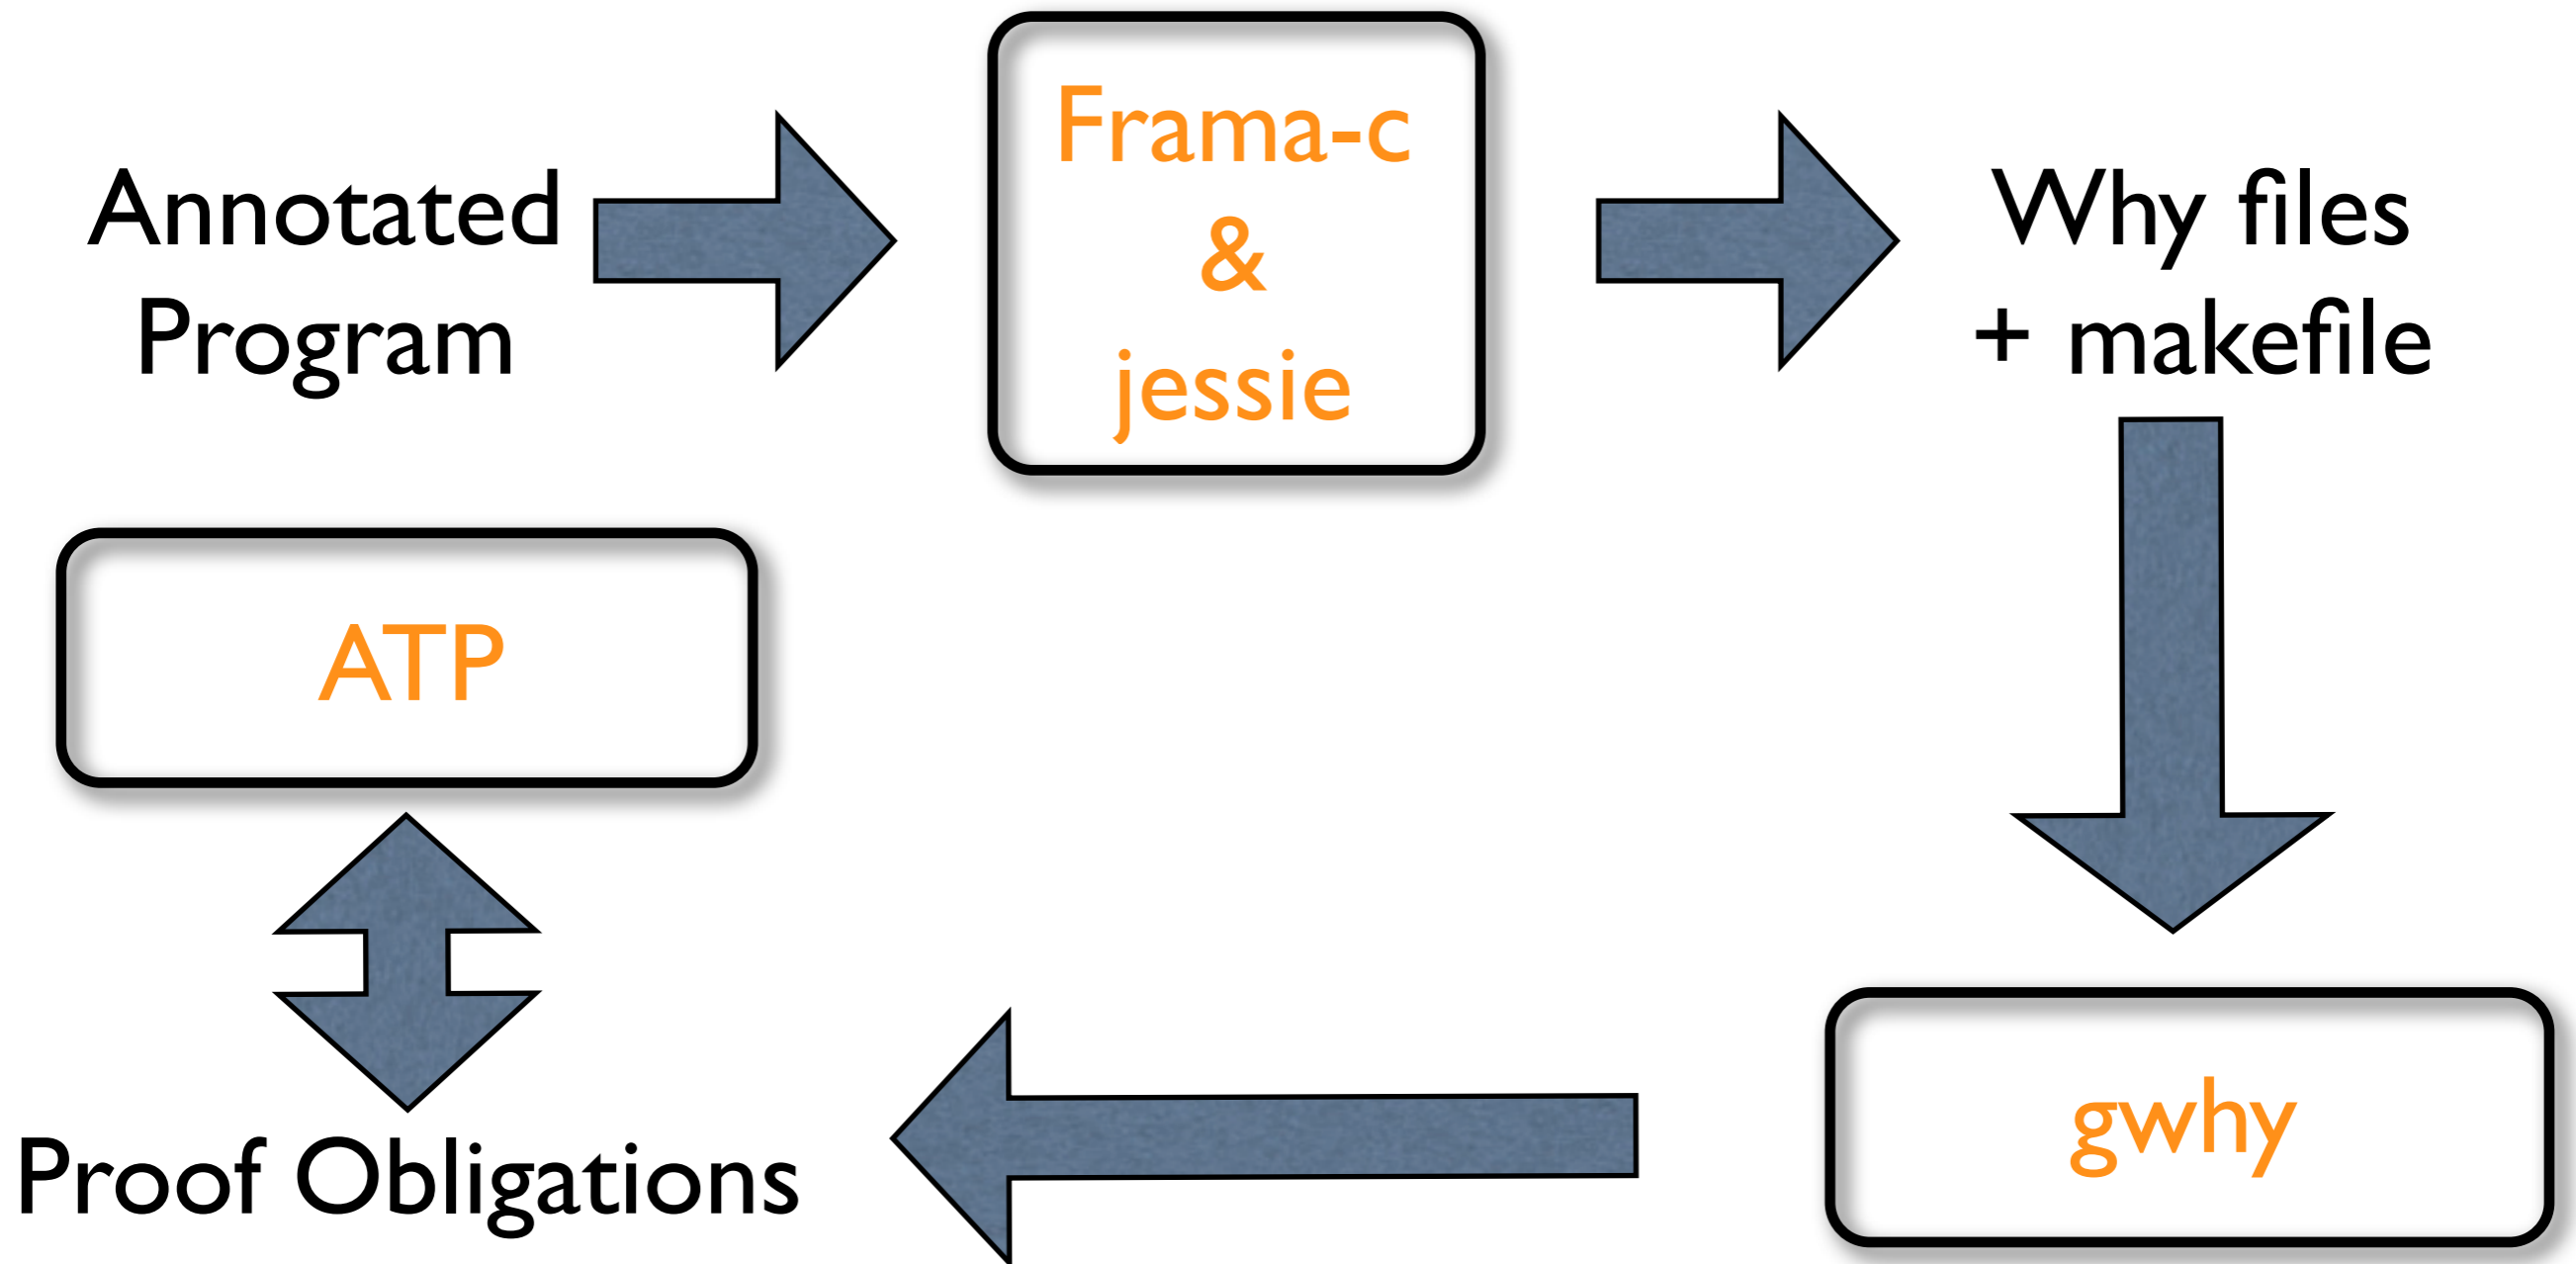 Annotated
Program
Frama-c
&
jessie
Why files
+ makefile
ATP
Proof Obligations
gwhy